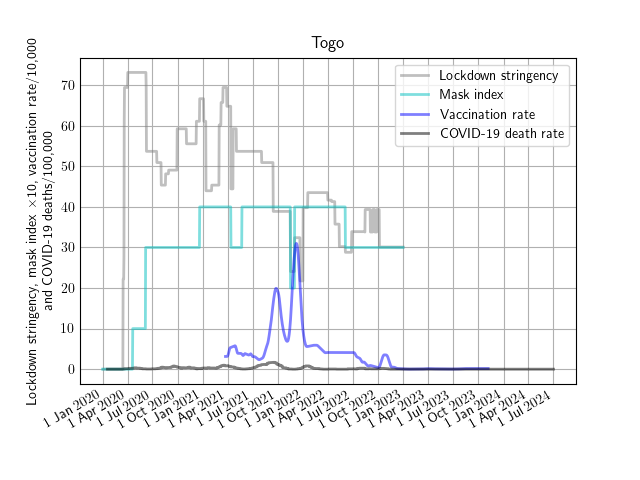 Togo
Lockdown stringency, mask index ×10, vaccination rate/10,000
and COVID-19 deaths/100,000
70
60
50
40
30
20
10
0
Lockdown stringency
Mask index
Vaccination rate
COVID-19 death rate
1 Jan 2020
1 Apr 2020
1 Jul 2020
1 Oct 2020
1 Jan 2021
1 Apr 2021
1 Jul 2021
1 Oct 2021
1 Jan 2022
1 Apr 2022
1 Jul 2022
1 Oct 2022
1 Jan 2023
1 Apr 2023
1 Jul 2023
1 Oct 2023
1 Jan 2024
1 Apr 2024
1 Jul 2024